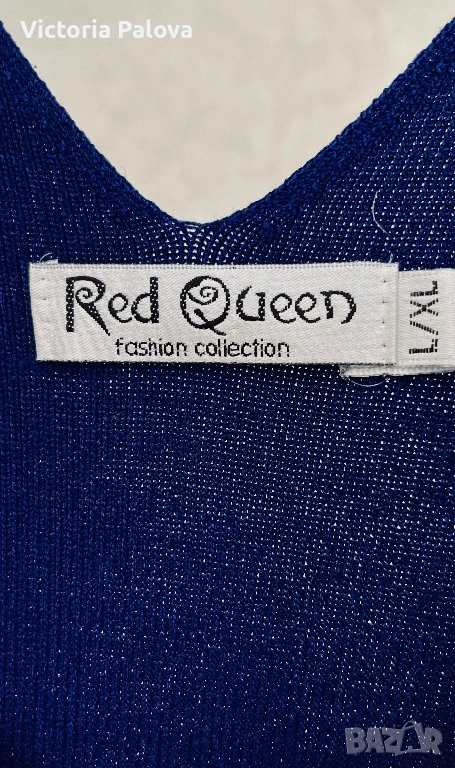 Victoria Palova
Red Queen
fashion collection
L/XL
BAZAR